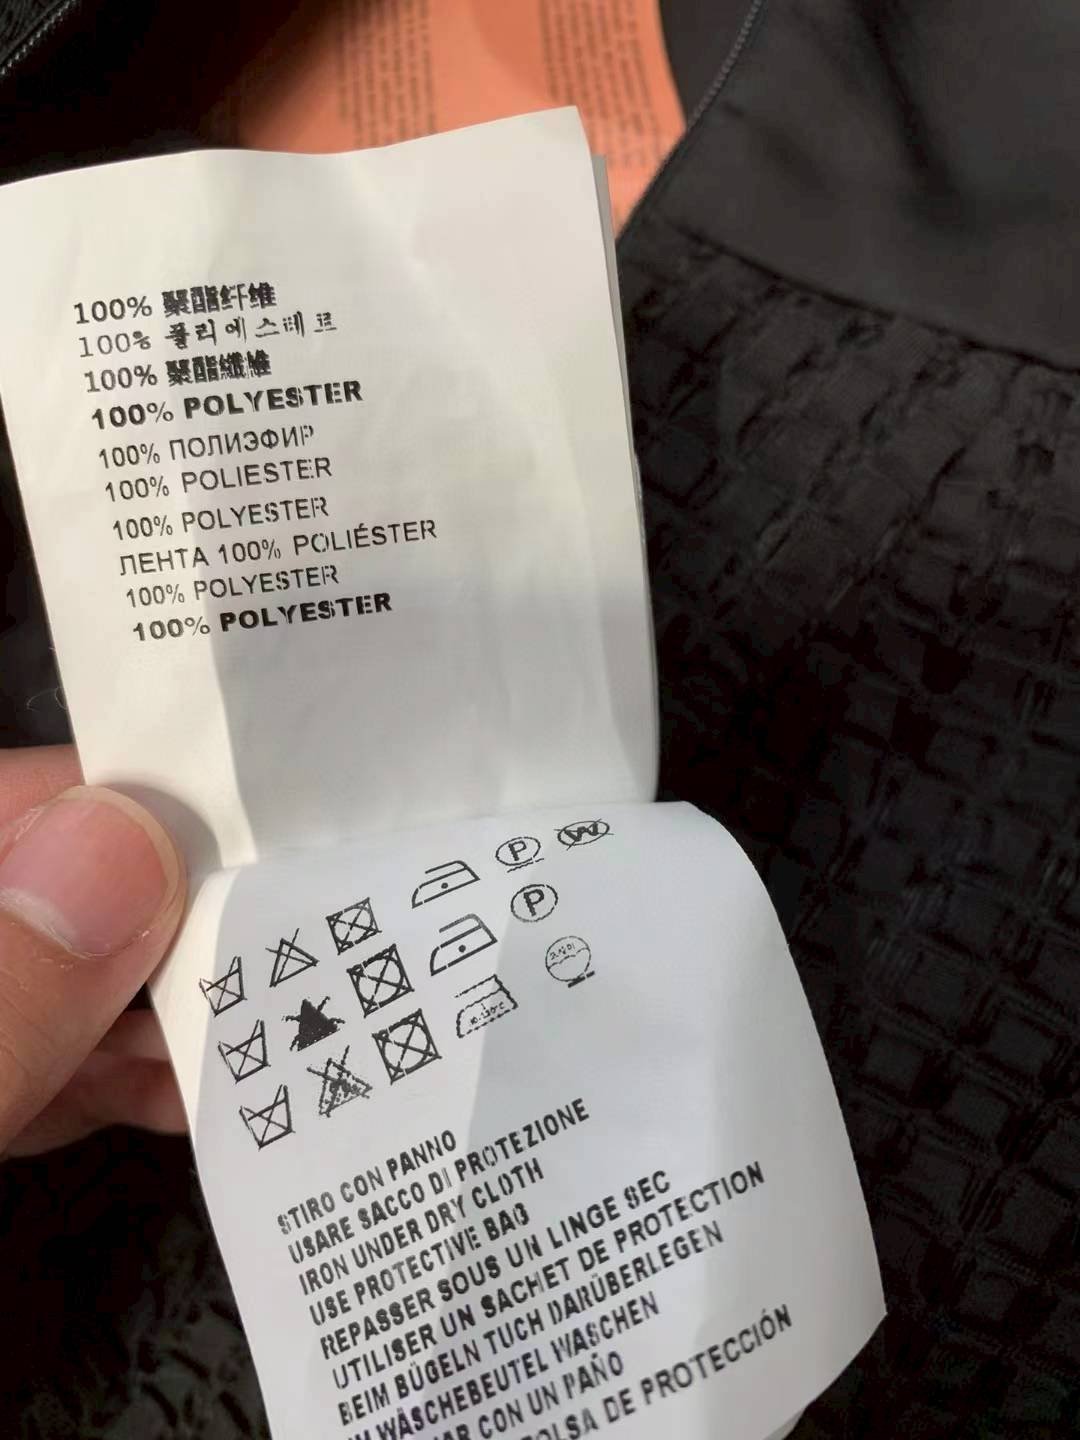 100% 聚酯纤维
100% 폴리에스테르
100% 聚酯纖維
100% POLYESTER
100% ПОЛИЭФИР
100% POLIESTER
100% POLYESTER
ЛЕНТА 100% POLIÉSTER
100% POLYESTER
100% POLYESTER
P W
P
STIRO CON PANNO
USARE SACCO DI PROTEZIONE
IRON UNDER DRY CLOTH
USE PROTECTIVE BAG
REPASSER SOUS UN LINGE SEC
UTILISER UN SACHET DE PROTECTION
BEIM BÜGELN TUCH DARÜBERLEGEN
WÄSCHEBEUTEL WASCHEN
CON UN PAÑO
DE PROTECCIÓN